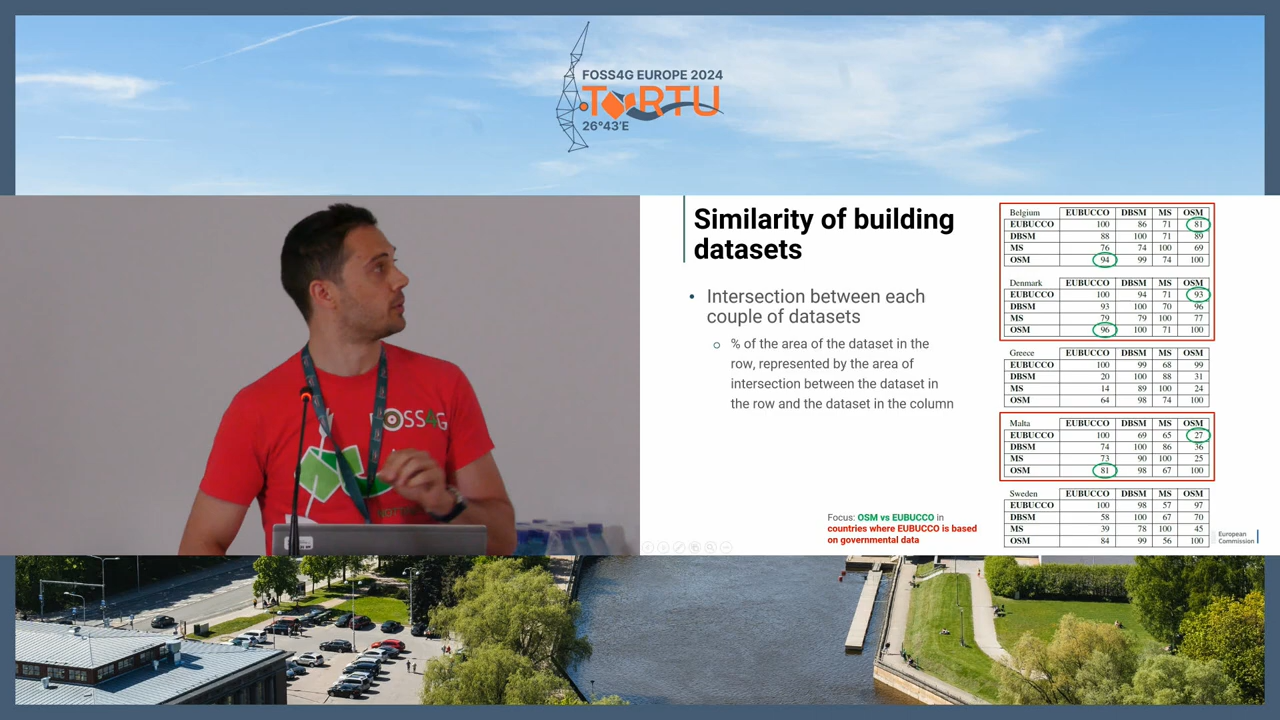 FOSS4G EUROPE 2024
TARTU
26°43'E
FOSS4G
Similarity of building
datasets
• Intersection between each
couple of datasets
o % of the area of the dataset in the
row, represented by the area of
intersection between the dataset in
the row and the dataset in the column
Focus: OSM vs EUBUCCO in
countries where EUBUCCO is based
on governmental data
Belgium EUBUCCO DBSM MS OSM
EUBUCCO 100 86 71 81
DBSM 88 100 71 89
MS 76 74 100 69
OSM 94 99 74 100
Denmark EUBUCCO DBSM MS OSM
EUBUCCO 100 94 71 93
DBSM 93 100 70 96
MS 79 79 100 77
OSM 96 100 71 100
Greece EUBUCCO DBSM MS OSM
EUBUCCO 100 99 68 99
DBSM 20 100 88 31
MS 14 89 100 24
OSM 64 98 74 100
Malta EUBUCCO DBSM MS OSM
EUBUCCO 100 69 65 27
DBSM 74 100 86 36
MS 73 90 100 25
OSM 81 98 67 100
Sweden EUBUCCO DBSM MS OSM
EUBUCCO 100 98 57 97
DBSM 58 100 67 70
MS 39 78 100 45
OSM 84 99 56 100
European
Commission